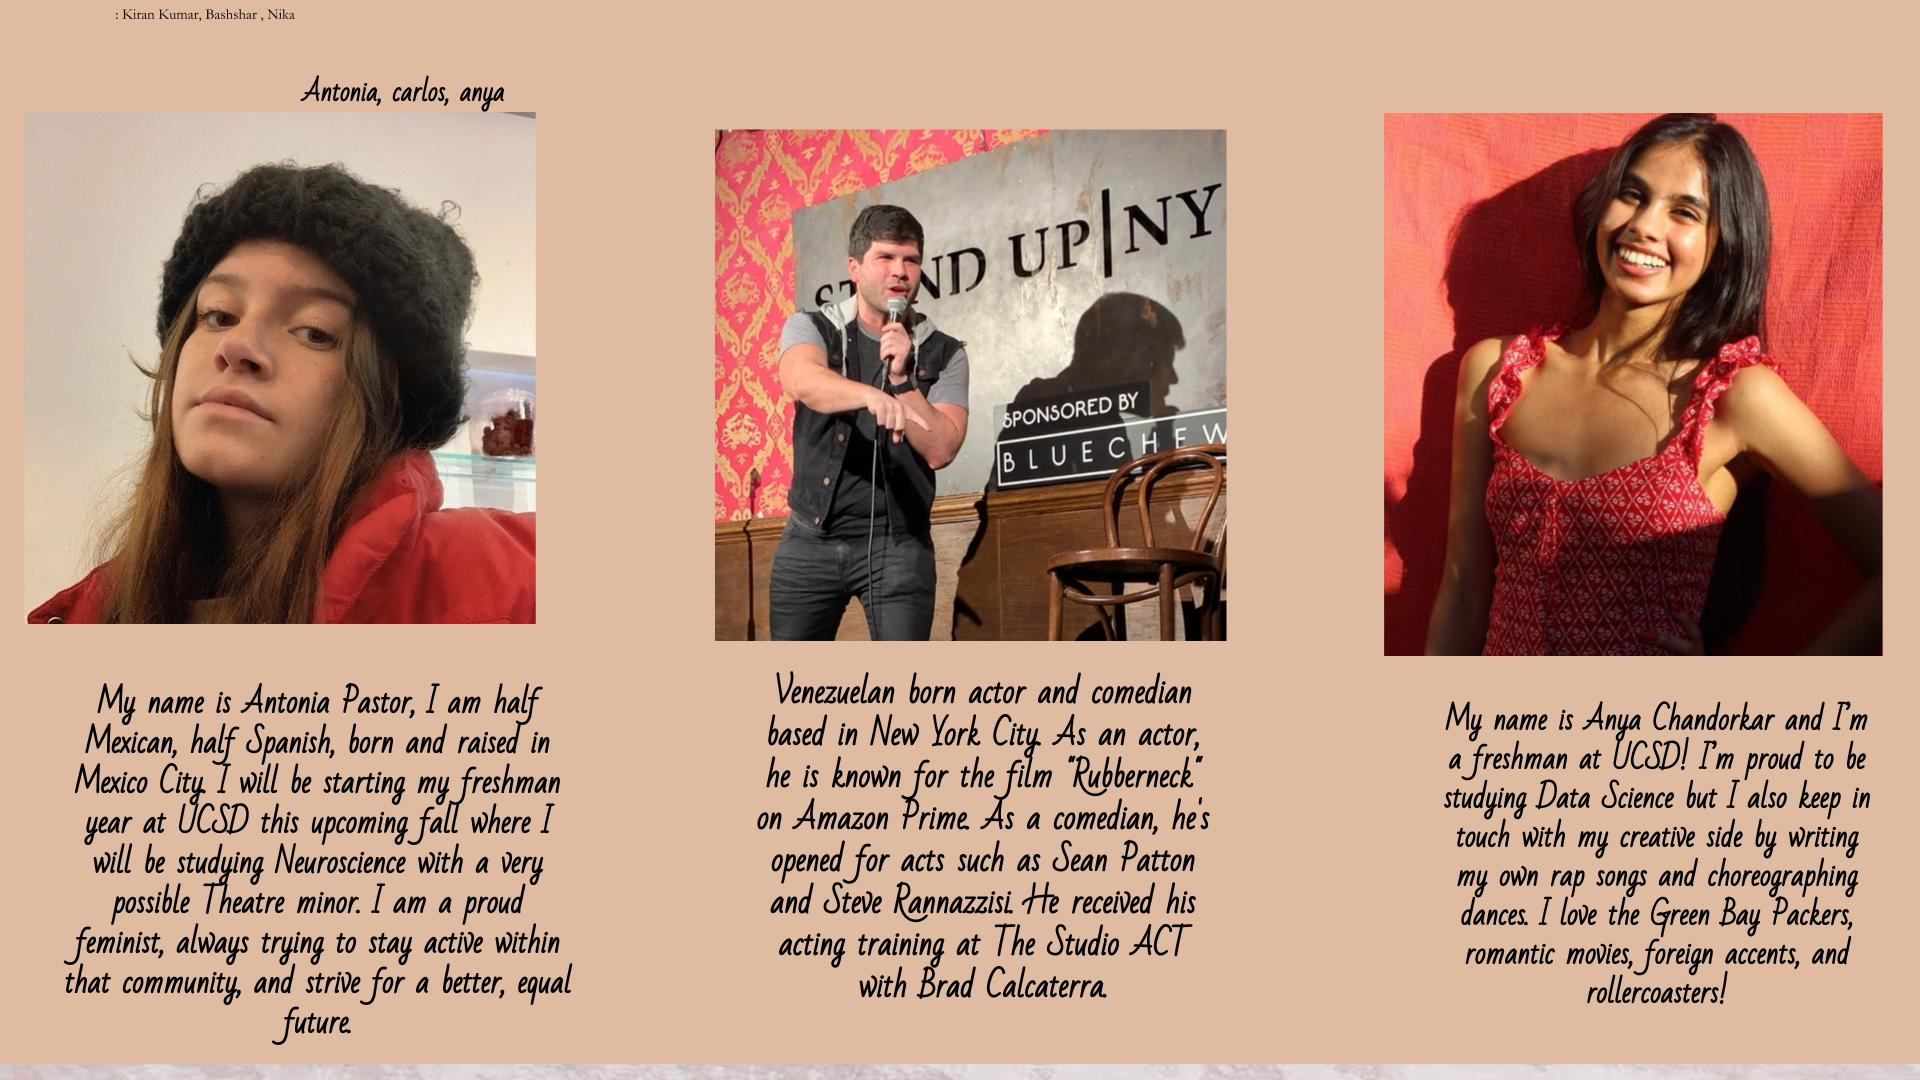 : Kiran Kumar, Bashshar , Nika
Antonia, carlos, anya
My name is Antonia Pastor, I am half
Mexican, half Spanish, born and raised in
Mexico City. I will be starting my freshman
year at UCSD this upcoming fall where I
will be studying Neuroscience with a very
possible Theatre minor. I am a proud
feminist, always trying to stay active within
that community, and strive for a better, equal
future.
STAND UP|NY
SPONSORED BY
BLUECHEW
Venezuelan born actor and comedian
based in New York City. As an actor,
he is known for the film "Rubberneck"
on Amazon Prime. As a comedian, he's
opened for acts such as Sean Patton
and Steve Rannazzisi. He received his
acting training at The Studio ACT
with Brad Calcaterra.
My name is Anya Chandorkar and I'm
a freshman at UCSD! I'm proud to be
studying Data Science but I also keep in
touch with my creative side by writing
my own rap songs and choreographing
dances. I love the Green Bay Packers,
romantic movies, foreign accents, and
rollercoasters!